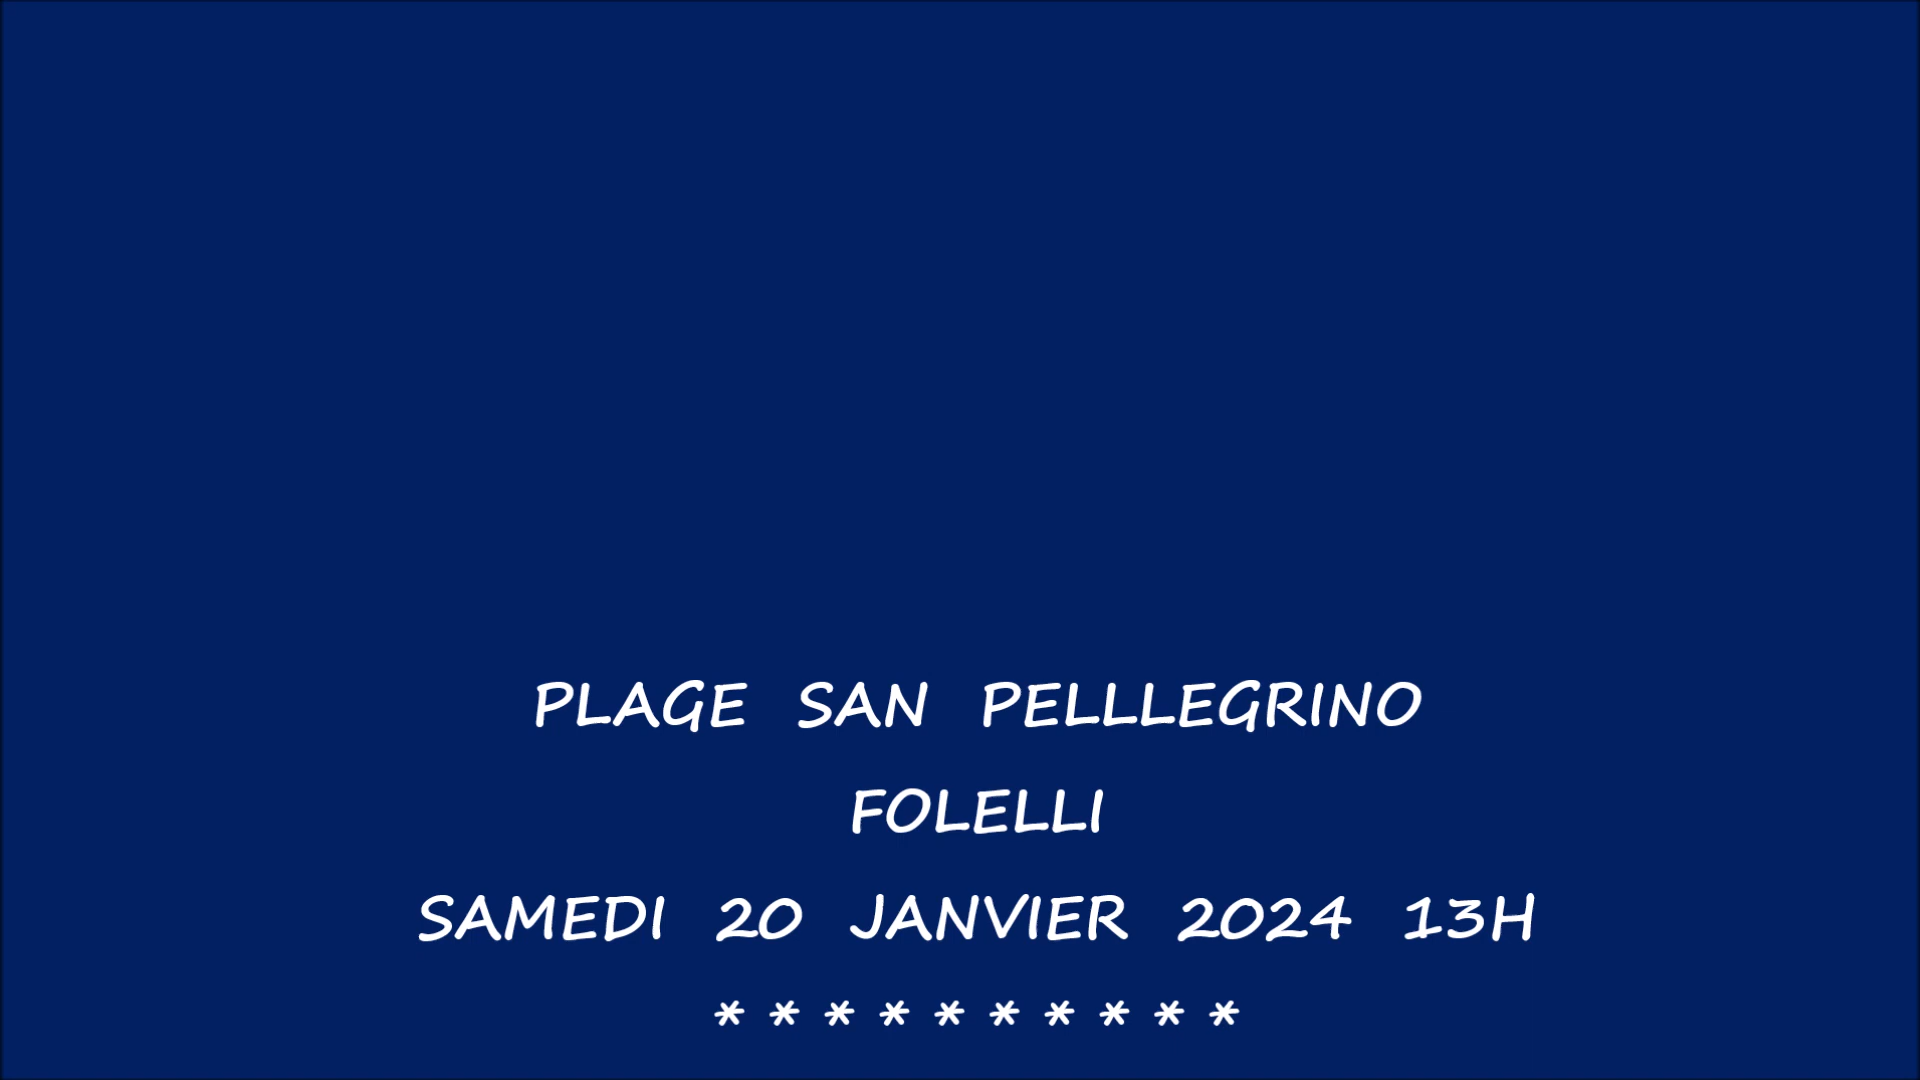 PLAGE SAN PELLLEGRINO
FOLELLI
SAMEDI 20 JANVIER 2024 13H
* * * * * * * * * *